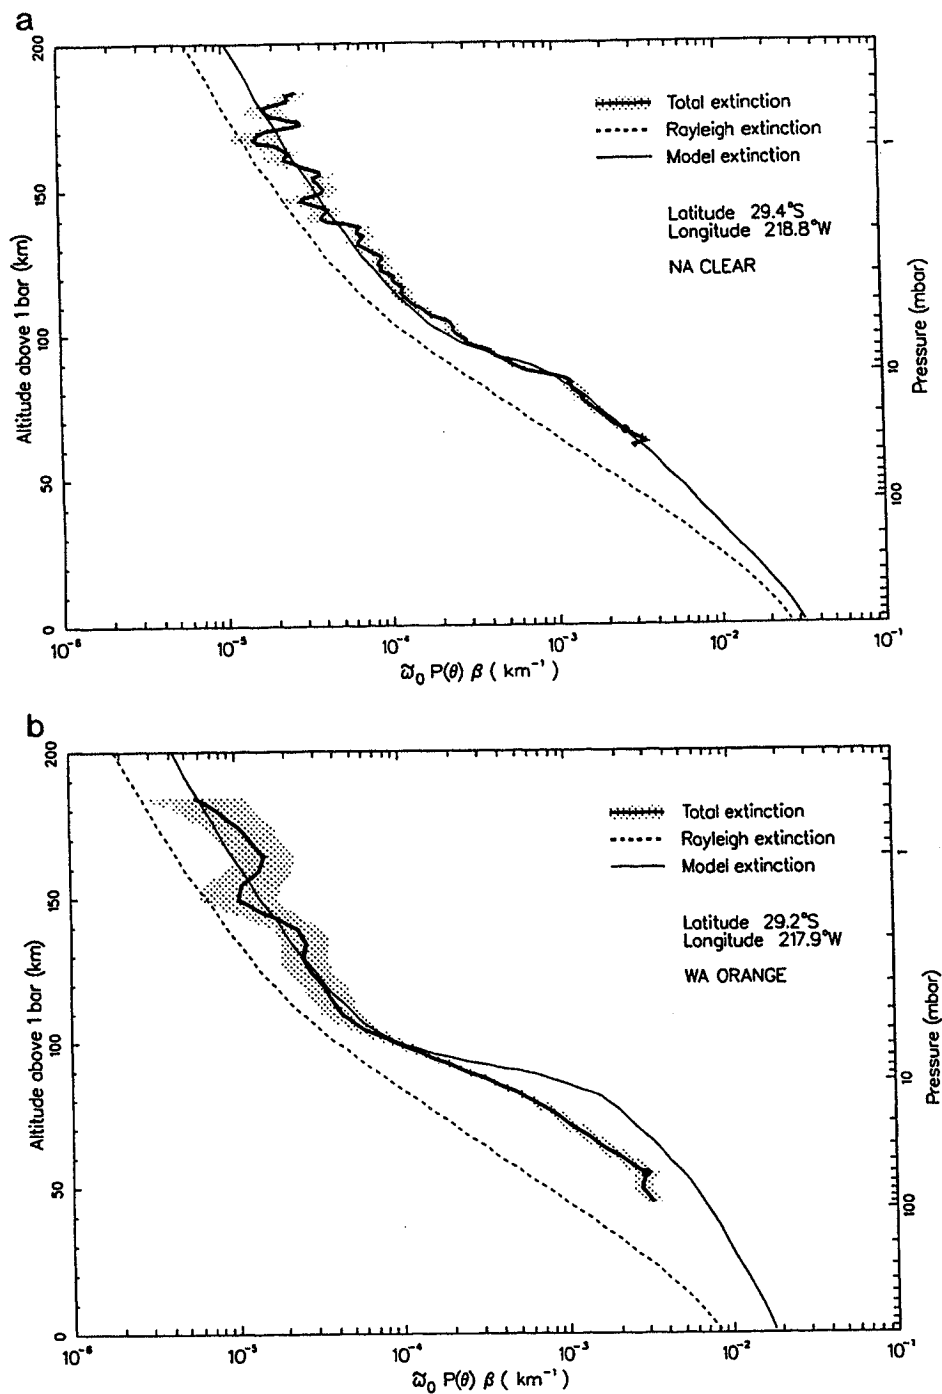 a
200
150
100
50
0
Altitude above 1 bar (km)
Total extinction
Rayleigh extinction
Model extinction
Latitude 29.4°S
Longitude 218.8°W
NA CLEAR
1
10
100
Pressure (mbar)
10⁻⁶ 10⁻⁵ 10⁻⁴ 10⁻³ 10⁻² 10⁻¹
ω̃₀ P(θ) β ( km⁻¹ )
b
200
150
100
50
0
Altitude above 1 bar (km)
Total extinction
Rayleigh extinction
Model extinction
Latitude 29.2°S
Longitude 217.9°W
WA ORANGE
1
10
100
Pressure (mbar)
10⁻⁶ 10⁻⁵ 10⁻⁴ 10⁻³ 10⁻² 10⁻¹
ω̃₀ P(θ) β ( km⁻¹ )